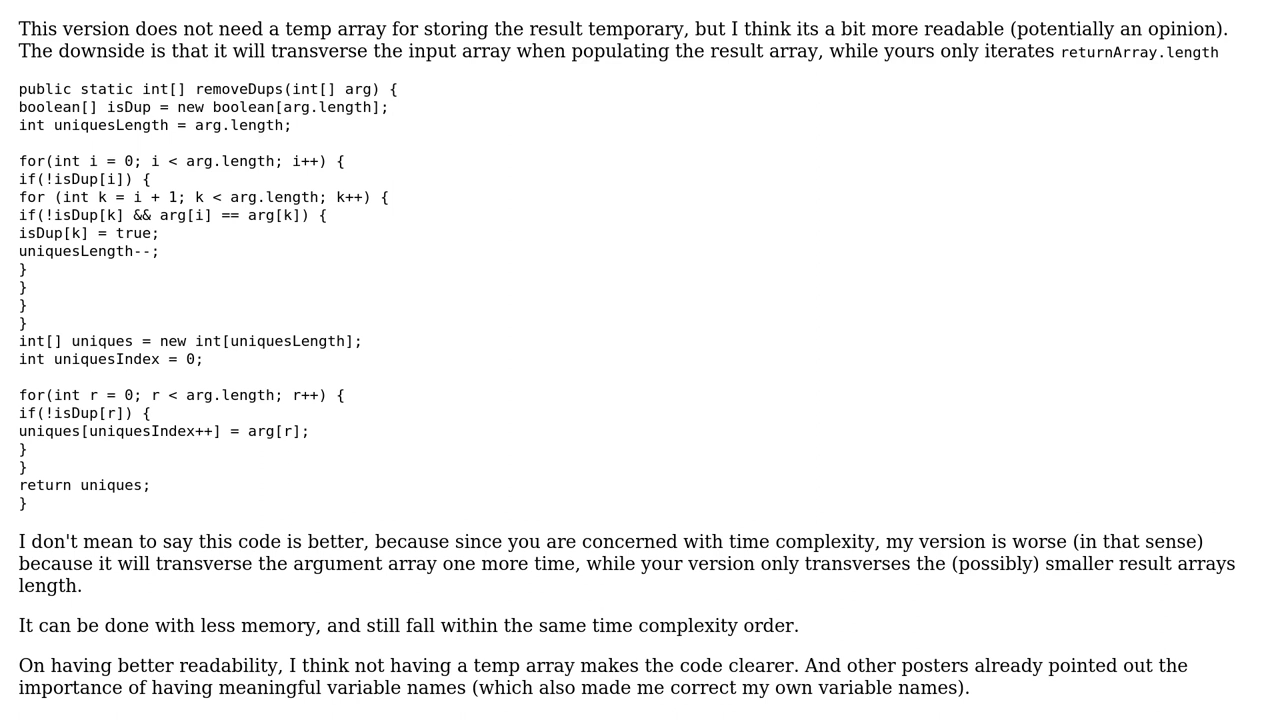 This version does not need a temp array for storing the result temporary, but I think its a bit more readable (potentially an opinion).
The downside is that it will transverse the input array when populating the result array, while yours only iterates returnArray.length
public static int[] removeDups(int[] arg) {
boolean[] isDup = new boolean[arg.length];
int uniquesLength = arg.length;
for(int i = 0; i < arg.length; i++) {
if(!isDup[i]) {
for (int k = i + 1; k < arg.length; k++) {
if(!isDup[k] && arg[i] == arg[k]) {
isDup[k] = true;
uniquesLength--;
}
}
}
}
int[] uniques = new int[uniquesLength];
int uniquesIndex = 0;
for(int r = 0; r < arg.length; r++) {
if(!isDup[r]) {
uniques[uniquesIndex++] = arg[r];
}
}
return uniques;
}
I don't mean to say this code is better, because since you are concerned with time complexity, my version is worse (in that sense)
because it will transverse the argument array one more time, while your version only transverses the (possibly) smaller result arrays
length.
It can be done with less memory, and still fall within the same time complexity order.
On having better readability, I think not having a temp array makes the code clearer. And other posters already pointed out the
importance of having meaningful variable names (which also made me correct my own variable names).